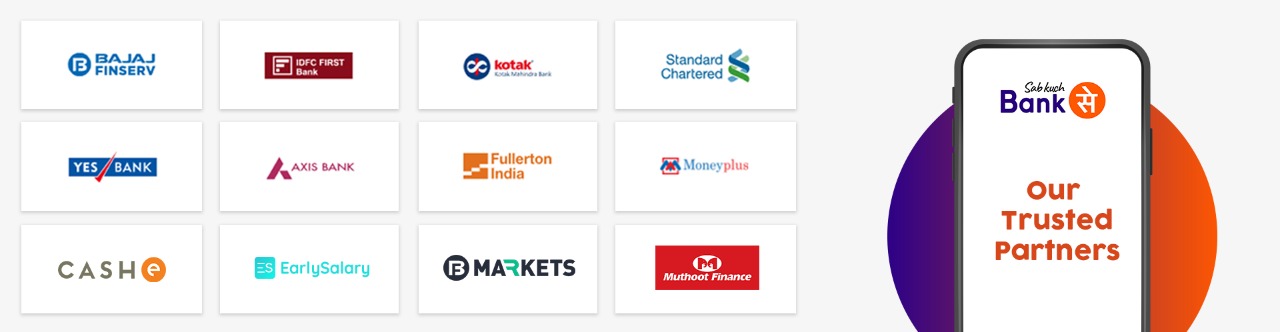 BAJAJ
FINSERV
IDFC FIRST
Bank
kotak
Kotak Mahindra Bank
Standard
Chartered
YES BANK
AXIS BANK
Fullerton
India
Moneyplus
CASHe
ES EarlySalary
B MARKETS
Muthoot Finance
Sab kuch
Bank से
Our
Trusted
Partners